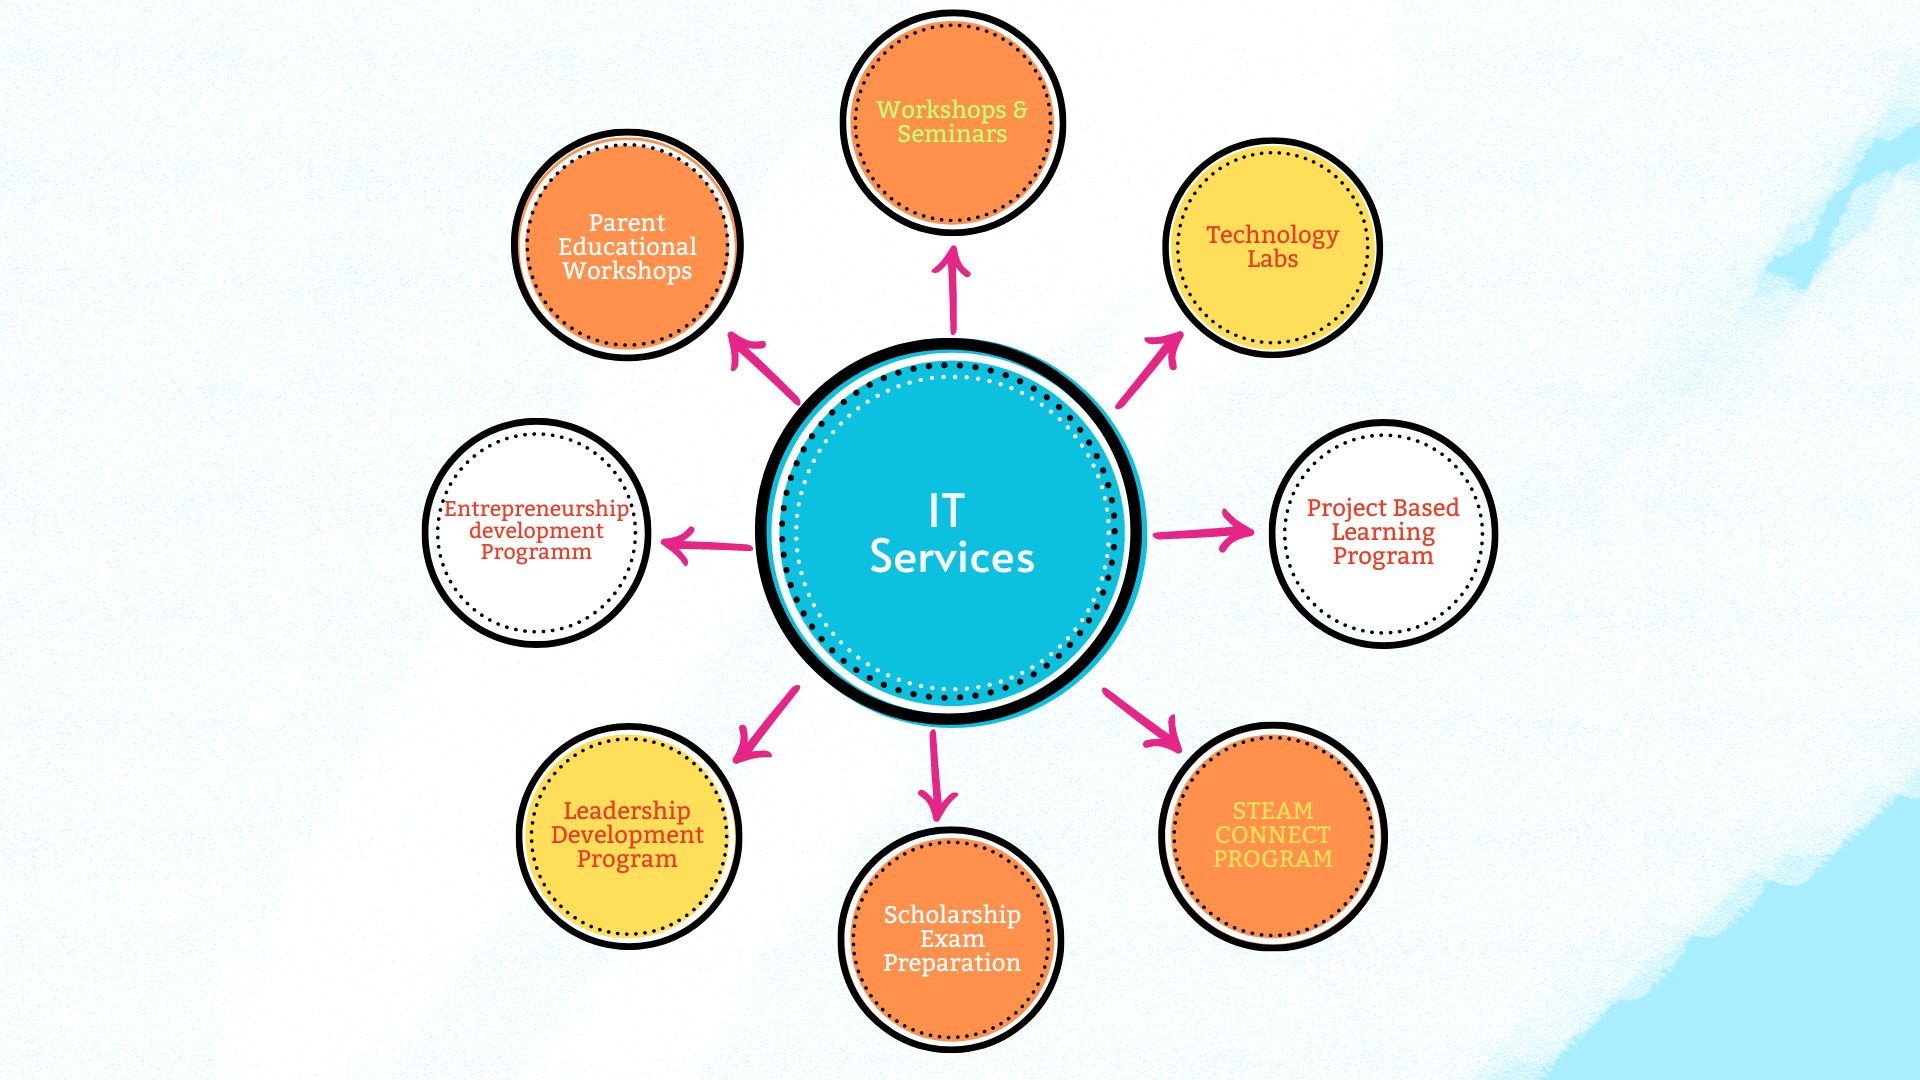 Workshops &
Seminars
Parent
Educational
Workshops
Technology
Labs
Entrepreneurship
development
Programm
IT
Services
Project Based
Learning
Program
Leadership
Development
Program
STEAM
CONNECT
PROGRAM
Scholarship
Exam
Preparation